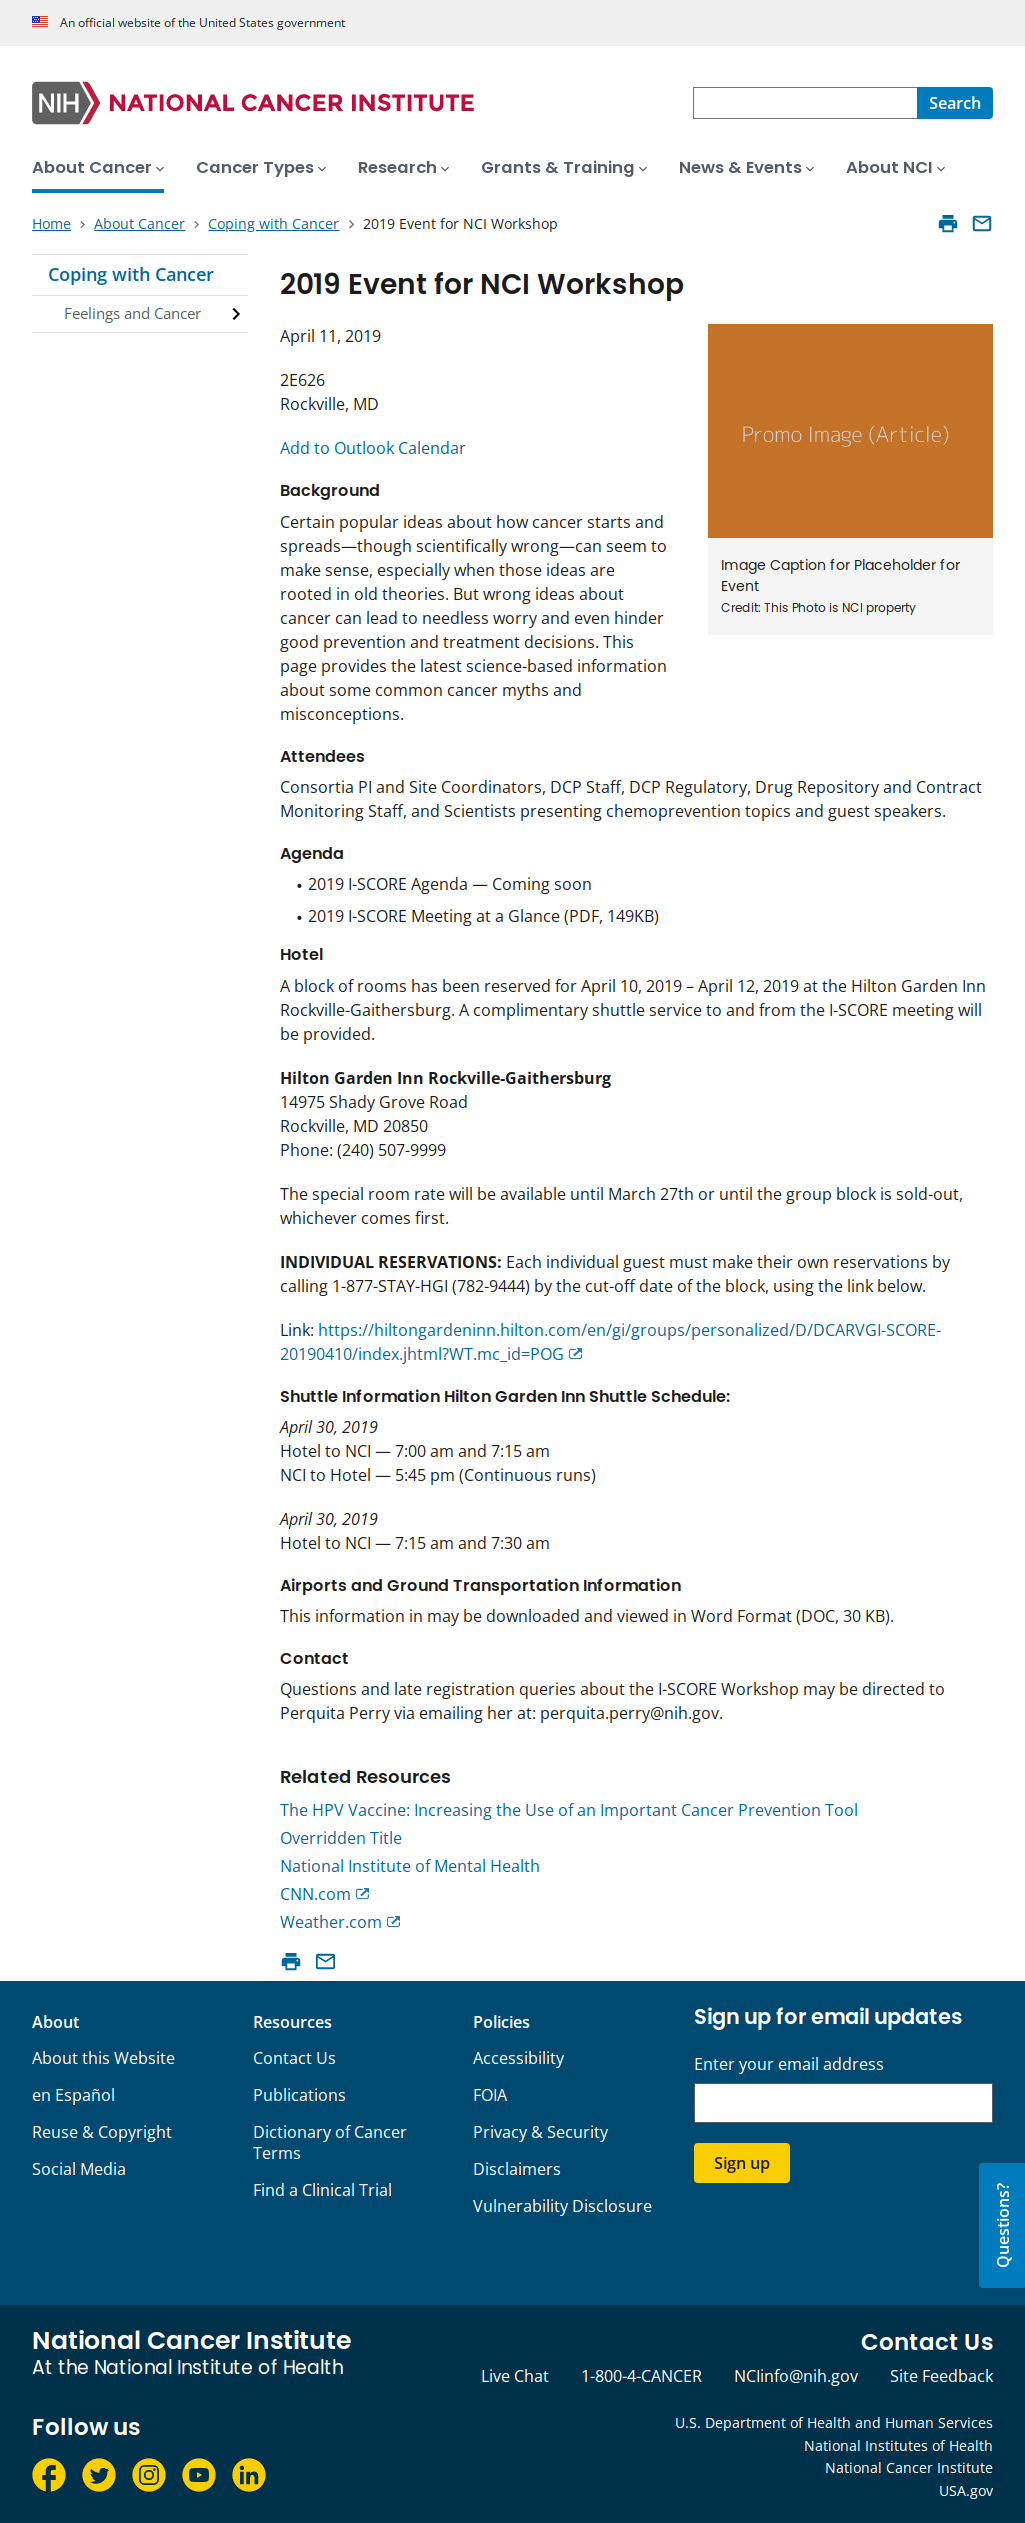 An official website of the United States government
NIH NATIONAL CANCER INSTITUTE
Search
About Cancer
Cancer Types
Research
Grants & Training
News & Events
About NCI
Home > About Cancer > Coping with Cancer > 2019 Event for NCI Workshop
Coping with Cancer
Feelings and Cancer
2019 Event for NCI Workshop
April 11, 2019
2E626
Rockville, MD
Add to Outlook Calendar
Promo Image (Article)
Image Caption for Placeholder for
Event
Credit: This Photo is NCI property
Background
Certain popular ideas about how cancer starts and
spreads—though scientifically wrong—can seem to
make sense, especially when those ideas are
rooted in old theories. But wrong ideas about
cancer can lead to needless worry and even hinder
good prevention and treatment decisions. This
page provides the latest science-based information
about some common cancer myths and
misconceptions.
Attendees
Consortia PI and Site Coordinators, DCP Staff, DCP Regulatory, Drug Repository and Contract
Monitoring Staff, and Scientists presenting chemoprevention topics and guest speakers.
Agenda
• 2019 I-SCORE Agenda — Coming soon
• 2019 I-SCORE Meeting at a Glance (PDF, 149KB)
Hotel
A block of rooms has been reserved for April 10, 2019 – April 12, 2019 at the Hilton Garden Inn
Rockville-Gaithersburg. A complimentary shuttle service to and from the I-SCORE meeting will
be provided.
Hilton Garden Inn Rockville-Gaithersburg
14975 Shady Grove Road
Rockville, MD 20850
Phone: (240) 507-9999
The special room rate will be available until March 27th or until the group block is sold-out,
whichever comes first.
INDIVIDUAL RESERVATIONS: Each individual guest must make their own reservations by
calling 1-877-STAY-HGI (782-9444) by the cut-off date of the block, using the link below.
Link: https://hiltongardeninn.hilton.com/en/gi/groups/personalized/D/DCARVGI-SCORE-
20190410/index.jhtml?WT.mc_id=POG
Shuttle Information Hilton Garden Inn Shuttle Schedule:
April 30, 2019
Hotel to NCI — 7:00 am and 7:15 am
NCI to Hotel — 5:45 pm (Continuous runs)
April 30, 2019
Hotel to NCI — 7:15 am and 7:30 am
Airports and Ground Transportation Information
This information in may be downloaded and viewed in Word Format (DOC, 30 KB).
Contact
Questions and late registration queries about the I-SCORE Workshop may be directed to
Perquita Perry via emailing her at: perquita.perry@nih.gov.
Related Resources
The HPV Vaccine: Increasing the Use of an Important Cancer Prevention Tool
Overridden Title
National Institute of Mental Health
CNN.com
Weather.com
About
About this Website
en Español
Reuse & Copyright
Social Media
Resources
Contact Us
Publications
Dictionary of Cancer
Terms
Find a Clinical Trial
Policies
Accessibility
FOIA
Privacy & Security
Disclaimers
Vulnerability Disclosure
Sign up for email updates
Enter your email address
Sign up
Questions?
National Cancer Institute
At the National Institute of Health
Follow us
Contact Us
Live Chat
1-800-4-CANCER
NCIinfo@nih.gov
Site Feedback
U.S. Department of Health and Human Services
National Institutes of Health
National Cancer Institute
USA.gov